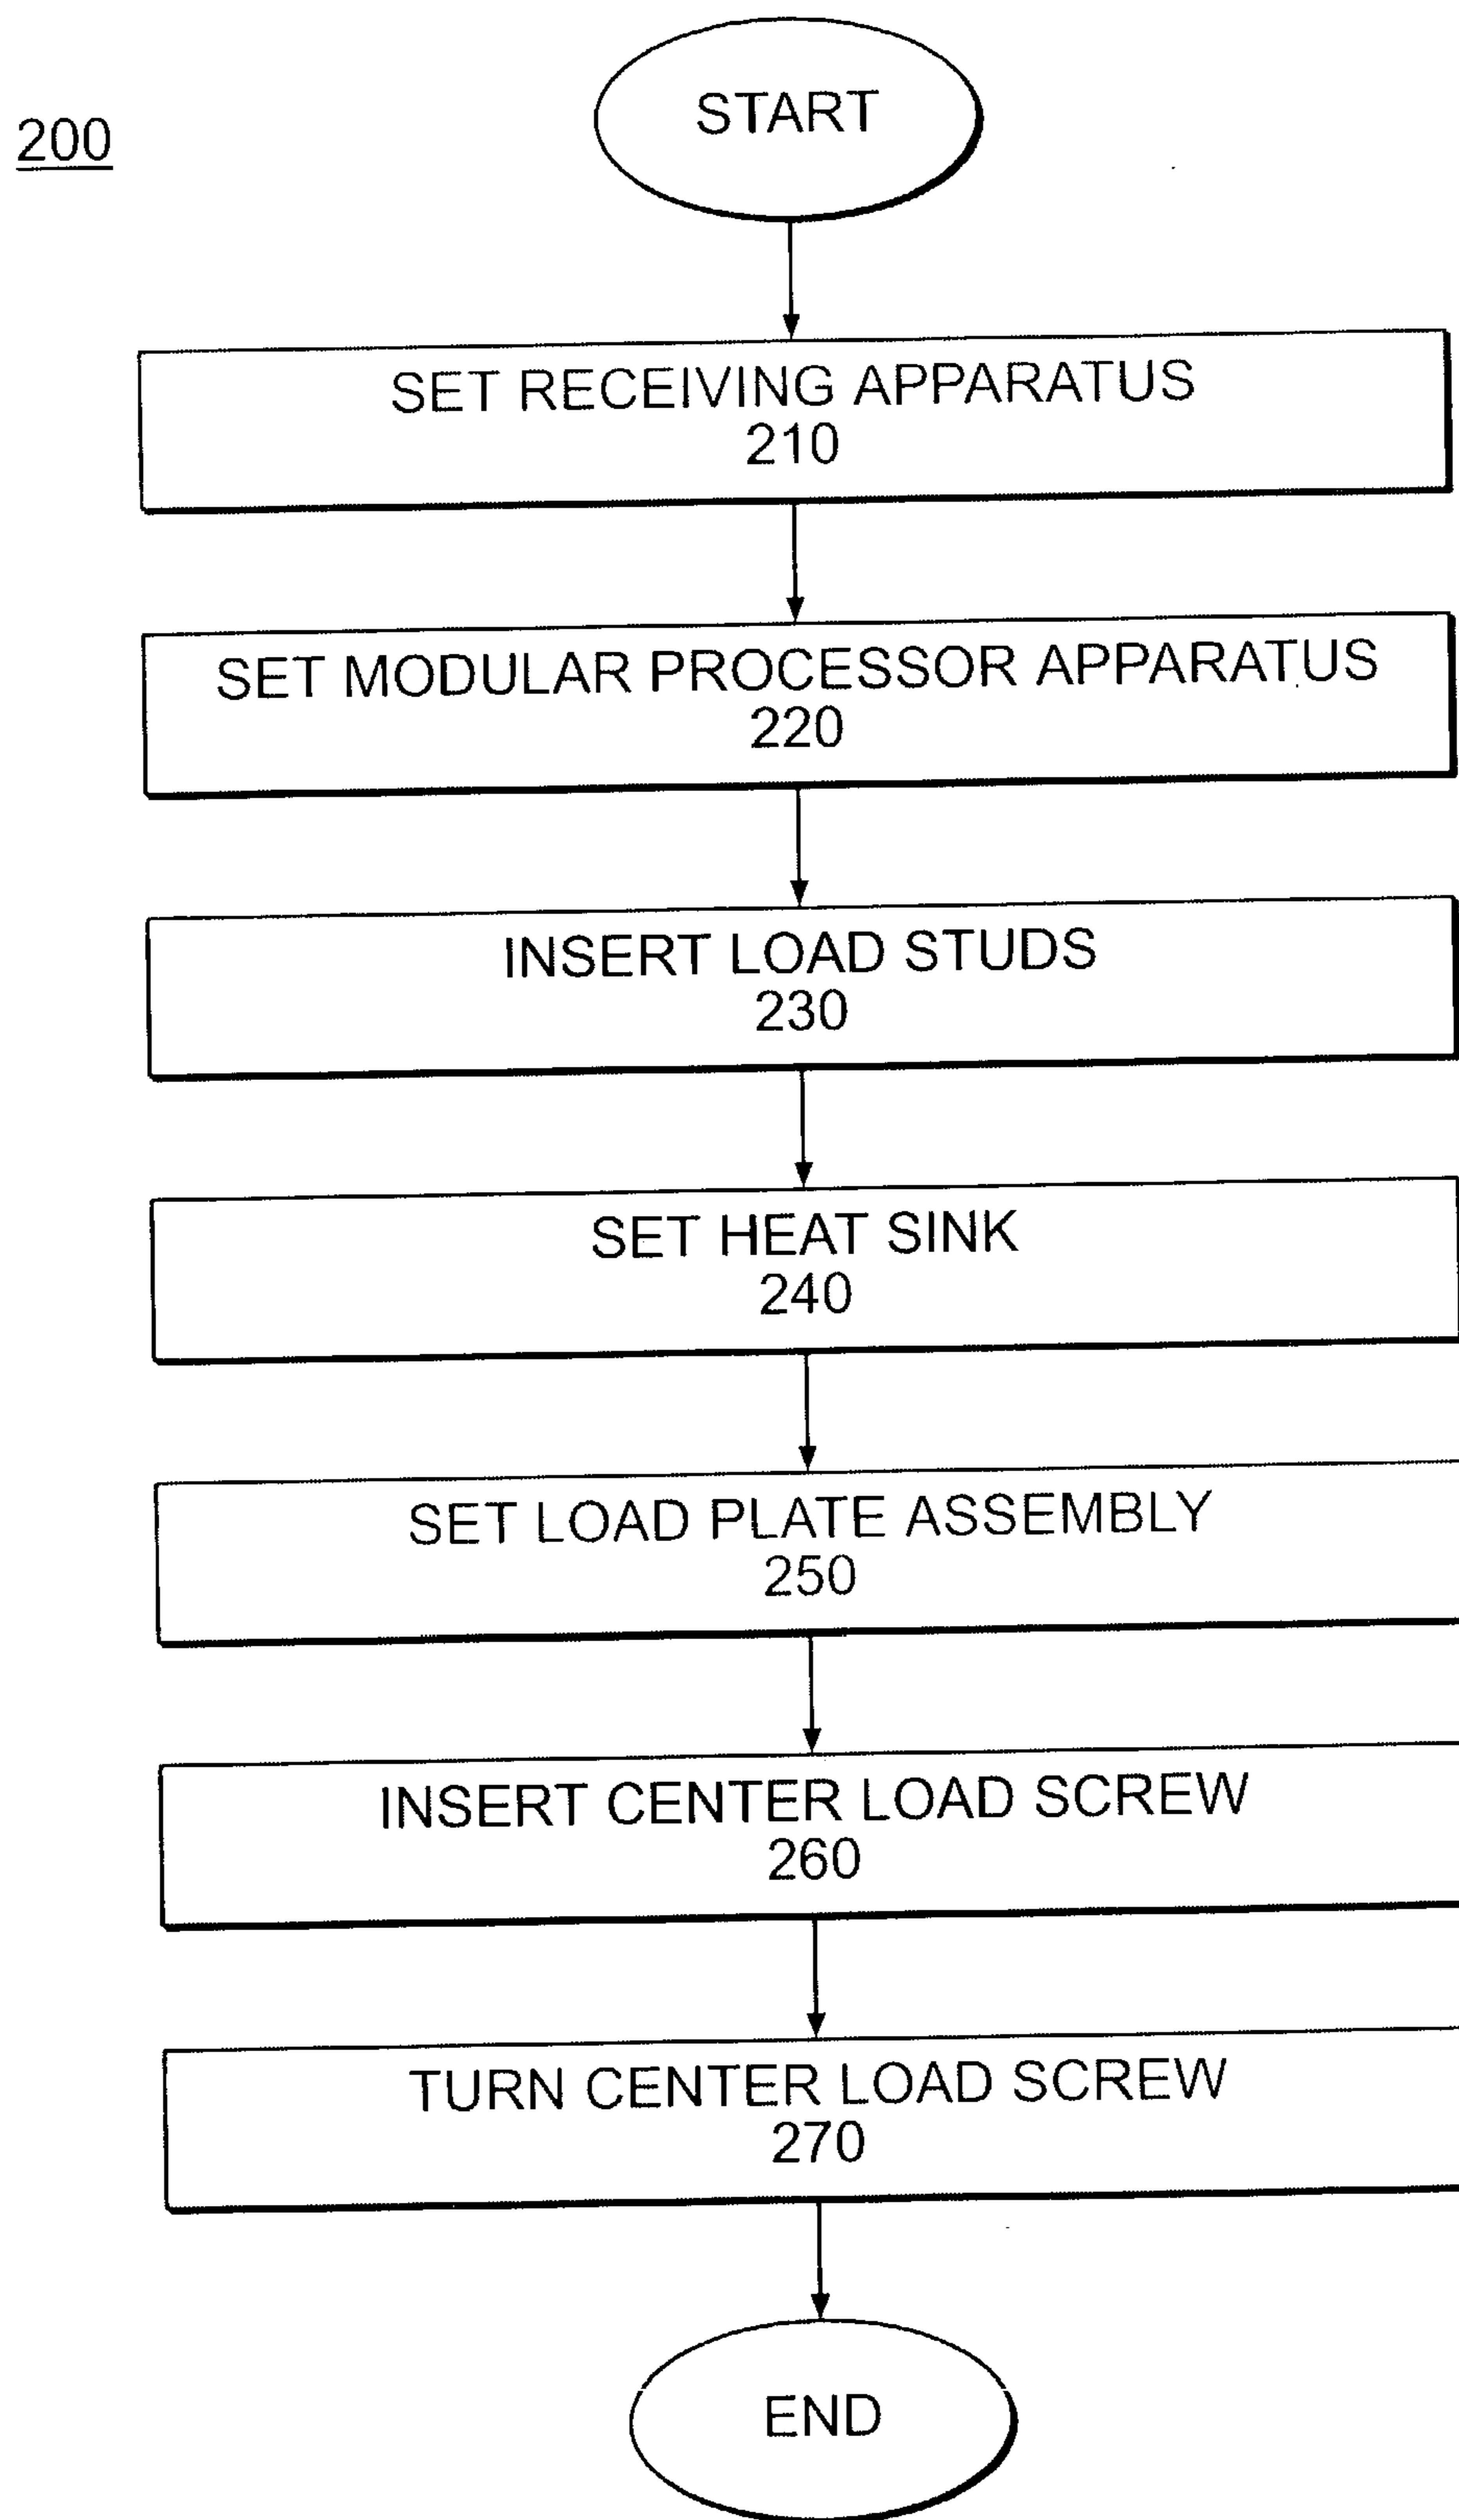 200
START
SET RECEIVING APPARATUS
210
SET MODULAR PROCESSOR APPARATUS
220
INSERT LOAD STUDS
230
SET HEAT SINK
240
SET LOAD PLATE ASSEMBLY
250
INSERT CENTER LOAD SCREW
260
TURN CENTER LOAD SCREW
270
END